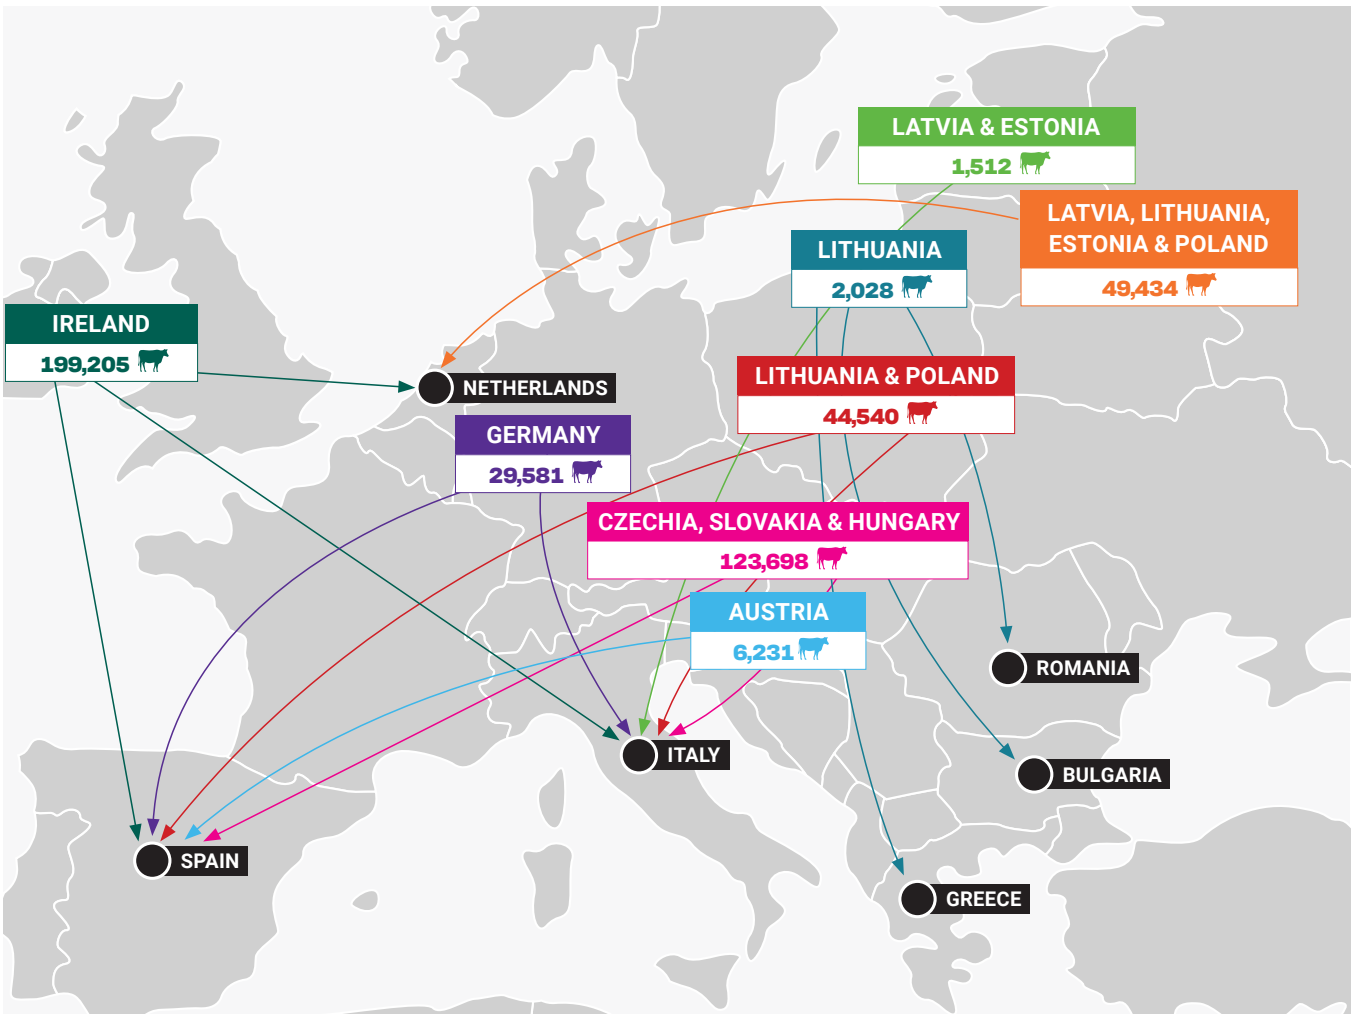 LATVIA & ESTONIA
1,512
LATVIA, LITHUANIA,
ESTONIA & POLAND
49,434
LITHUANIA
2,028
IRELAND
199,205
NETHERLANDS
LITHUANIA & POLAND
44,540
GERMANY
29,581
CZECHIA, SLOVAKIA & HUNGARY
123,698
AUSTRIA
6,231
ROMANIA
ITALY
BULGARIA
SPAIN
GREECE